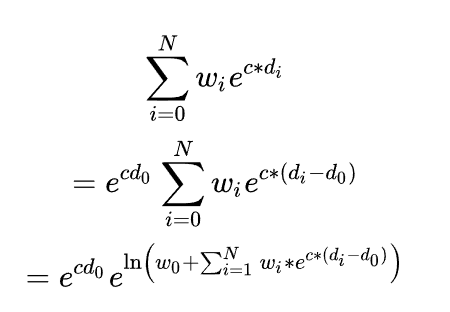 \sum_{i=0}^{N} w_i e^{c*d_i}
= e^{cd_0} \sum_{i=0}^{N} w_i e^{c*(d_i-d_0)}
= e^{cd_0} e^{\ln\left(w_0+\sum_{i=1}^{N} w_i*e^{c*(d_i-d_0)}\right)}